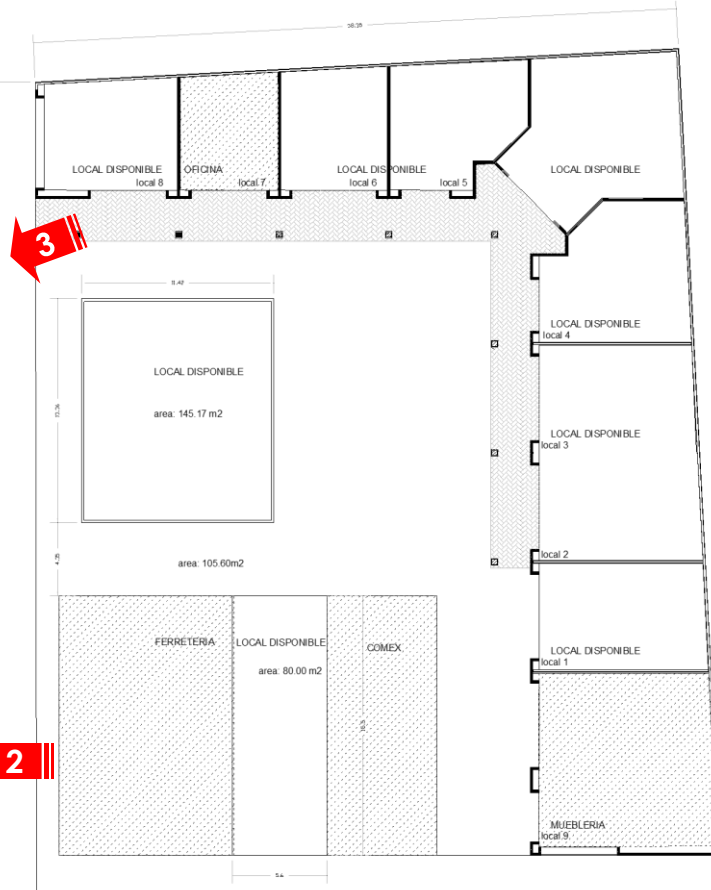 LOCAL DISPONIBLE
local 8
OFICINA
local 7
LOCAL DISPONIBLE
local 6
local 5
LOCAL DISPONIBLE
3
LOCAL DISPONIBLE
local 4
LOCAL DISPONIBLE
area: 145.17 m2
LOCAL DISPONIBLE
local 3
local 2
area: 105.60m2
FERRETERIA
LOCAL DISPONIBLE
area: 80.00 m2
COMEX
LOCAL DISPONIBLE
local 1
2
MUEBLERIA
local 9.